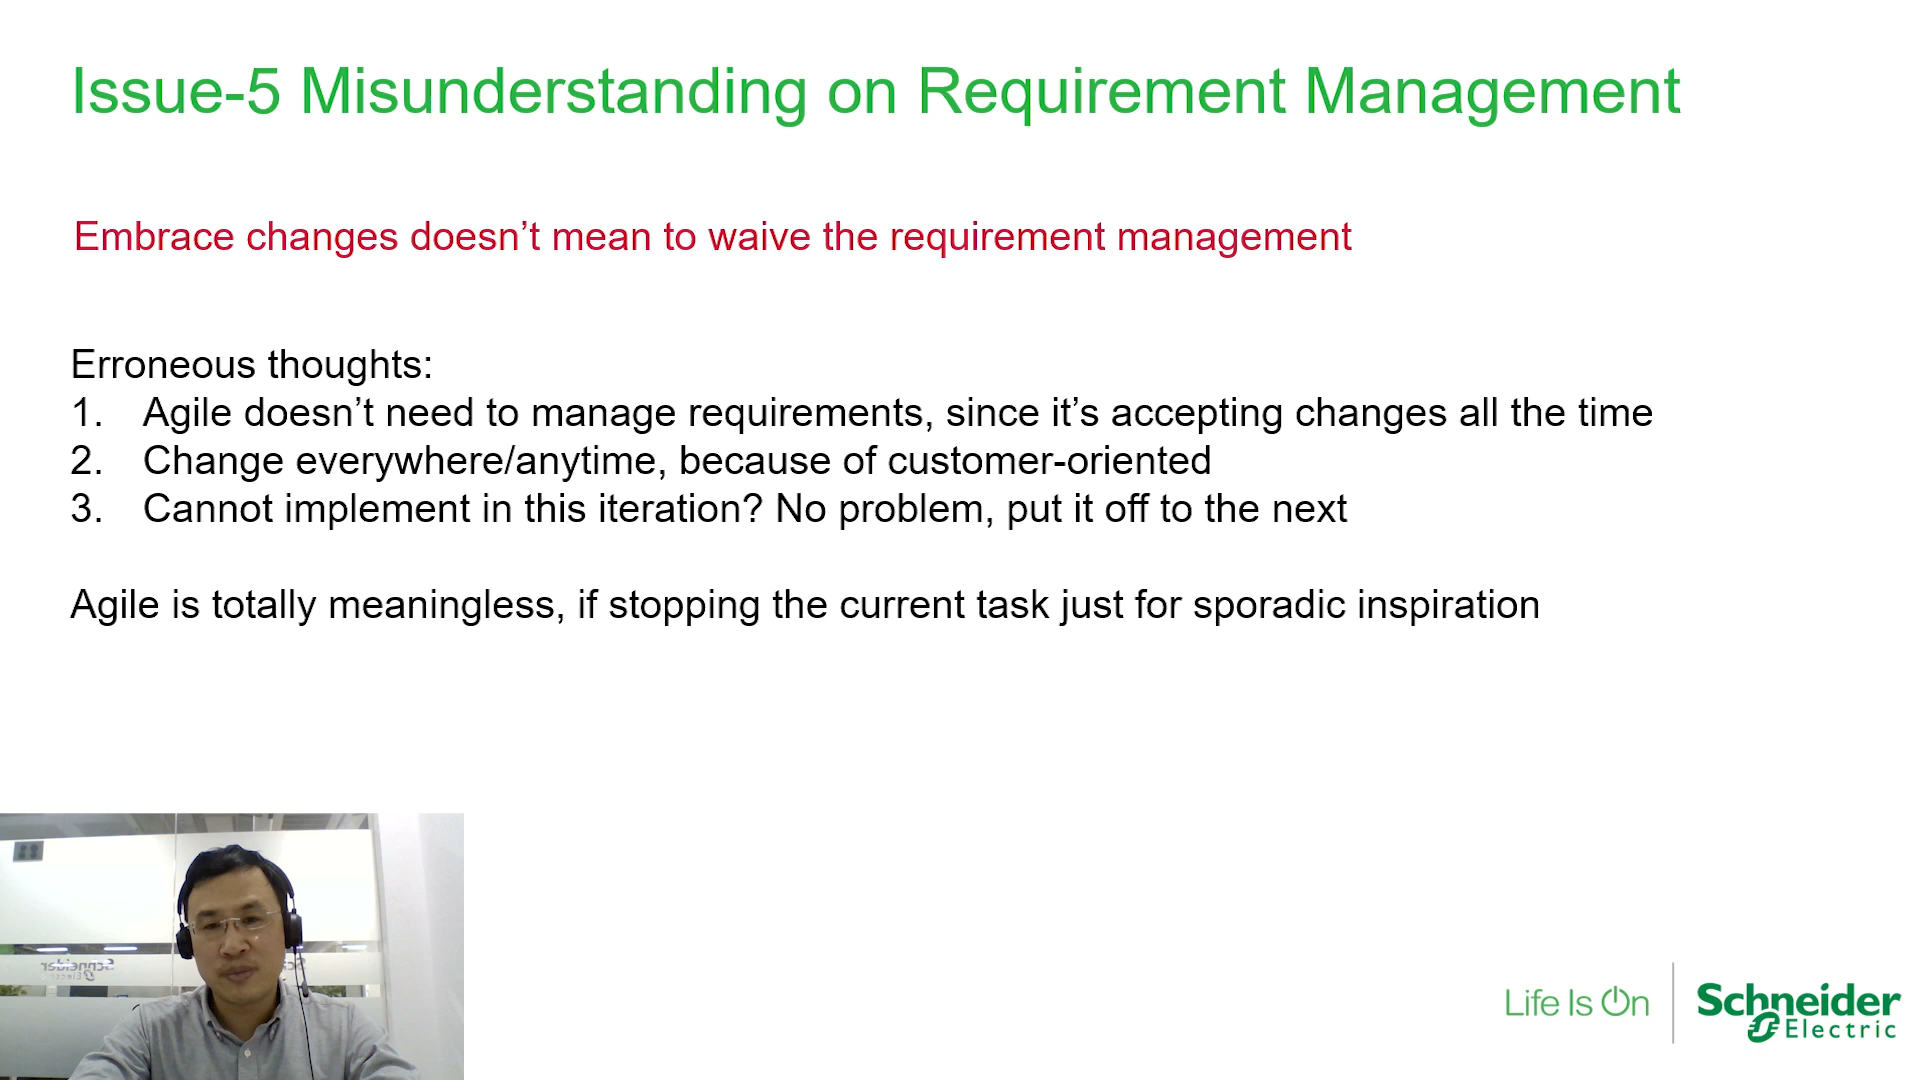 Issue-5 Misunderstanding on Requirement Management
Embrace changes doesn’t mean to waive the requirement management
Erroneous thoughts:
1. Agile doesn’t need to manage requirements, since it’s accepting changes all the time
2. Change everywhere/anytime, because of customer-oriented
3. Cannot implement in this iteration? No problem, put it off to the next
Agile is totally meaningless, if stopping the current task just for sporadic inspiration
Schneider
Electric
Life Is On
Schneider
Electric